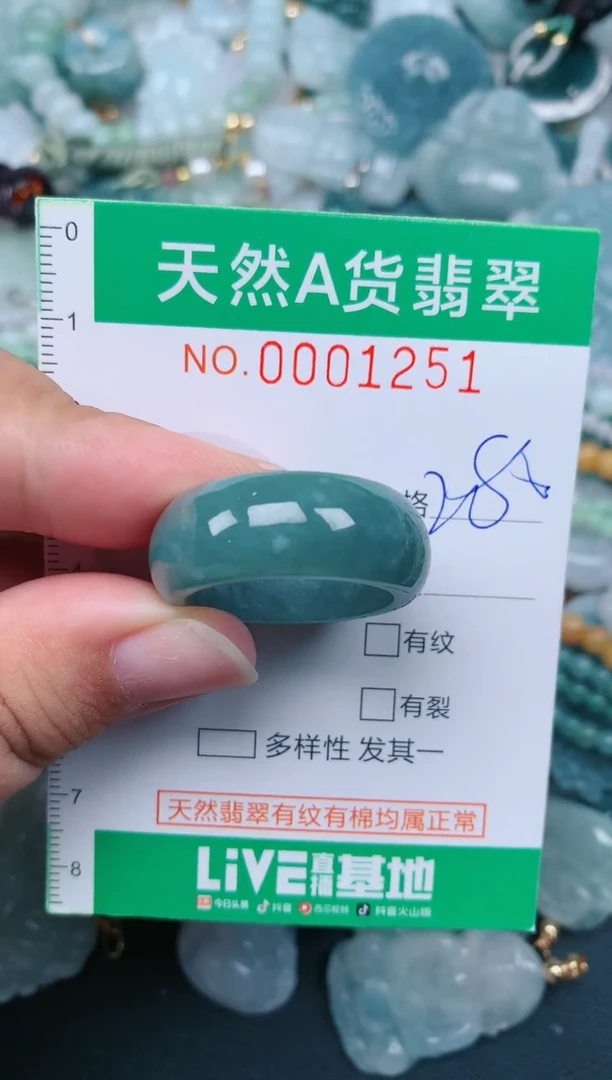 0
天然A货翡翠
1
NO.0001251
格
有纹
有裂
多样性 发其一
7
天然翡翠有纹有棉均属正常
8
LiVE直播基地
今日头条 抖音 西瓜视频 抖音火山版